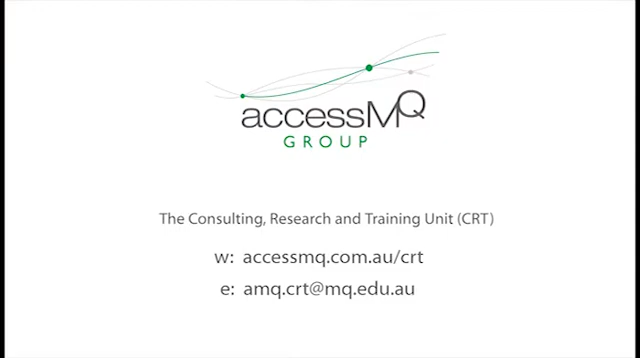 accessMQ
GROUP
The Consulting, Research and Training Unit (CRT)
w: accessmq.com.au/crt
e: amq.crt@mq.edu.au